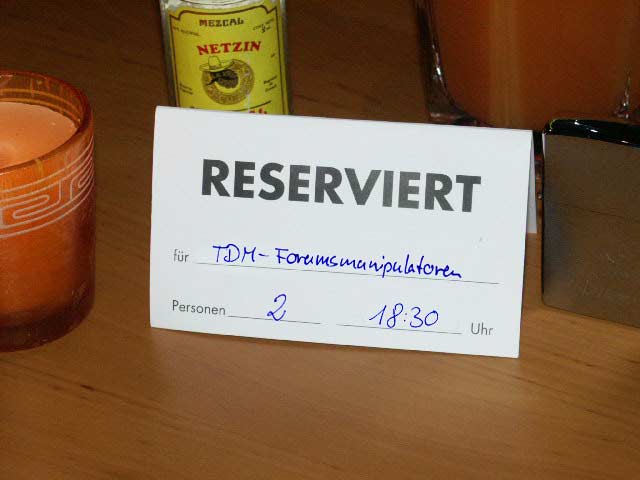 MEZCAL
NETZIN
RESERVIERT
für TDM-Forumsmanipulatoren
Personen 2 18:30 Uhr